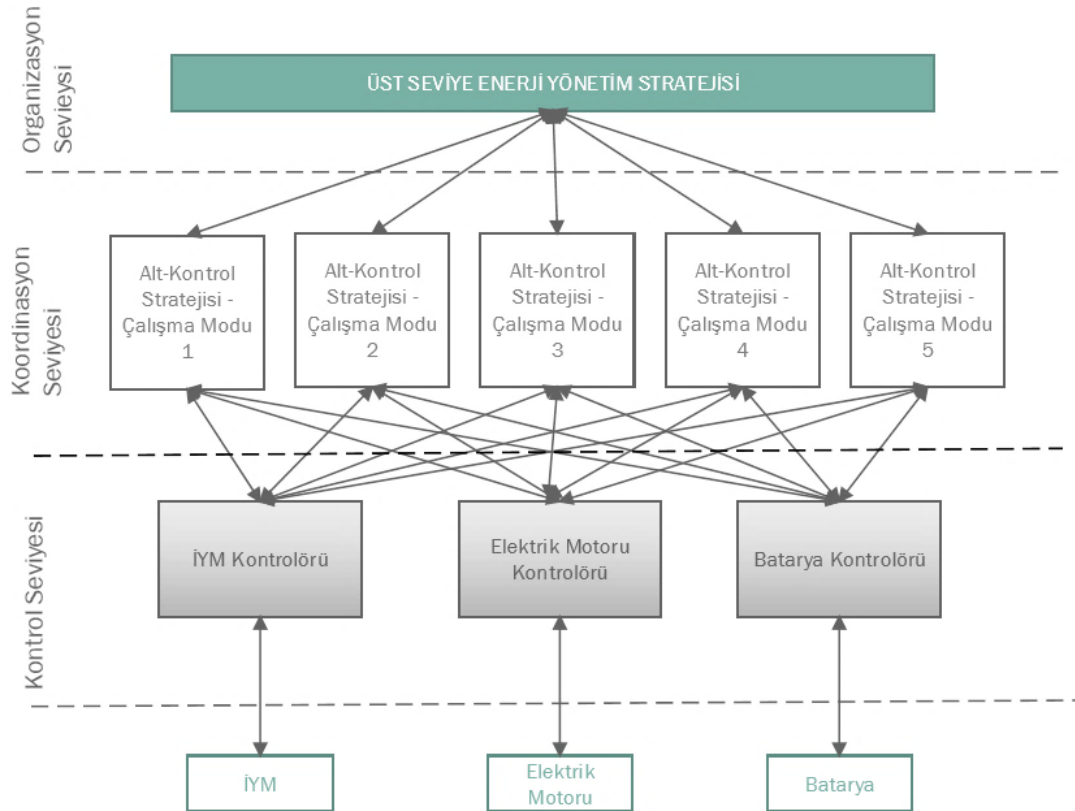 Organizasyon
Sevieysi
ÜST SEVİYE ENERJİ YÖNETİM STRATEJİSİ
Koordinasyon
Seviyesi
Alt-Kontrol
Stratejisi -
Çalışma Modu
1
Alt-Kontrol
Stratejisi -
Çalışma Modu
2
Alt-Kontrol
Stratejisi -
Çalışma Modu
3
Alt-Kontrol
Stratejisi -
Çalışma Modu
4
Alt-Kontrol
Stratejisi -
Çalışma Modu
5
Kontrol Seviyesi
İYM Kontrolörü
Elektrik Motoru
Kontrolörü
Batarya Kontrolörü
İYM
Elektrik
Motoru
Batarya